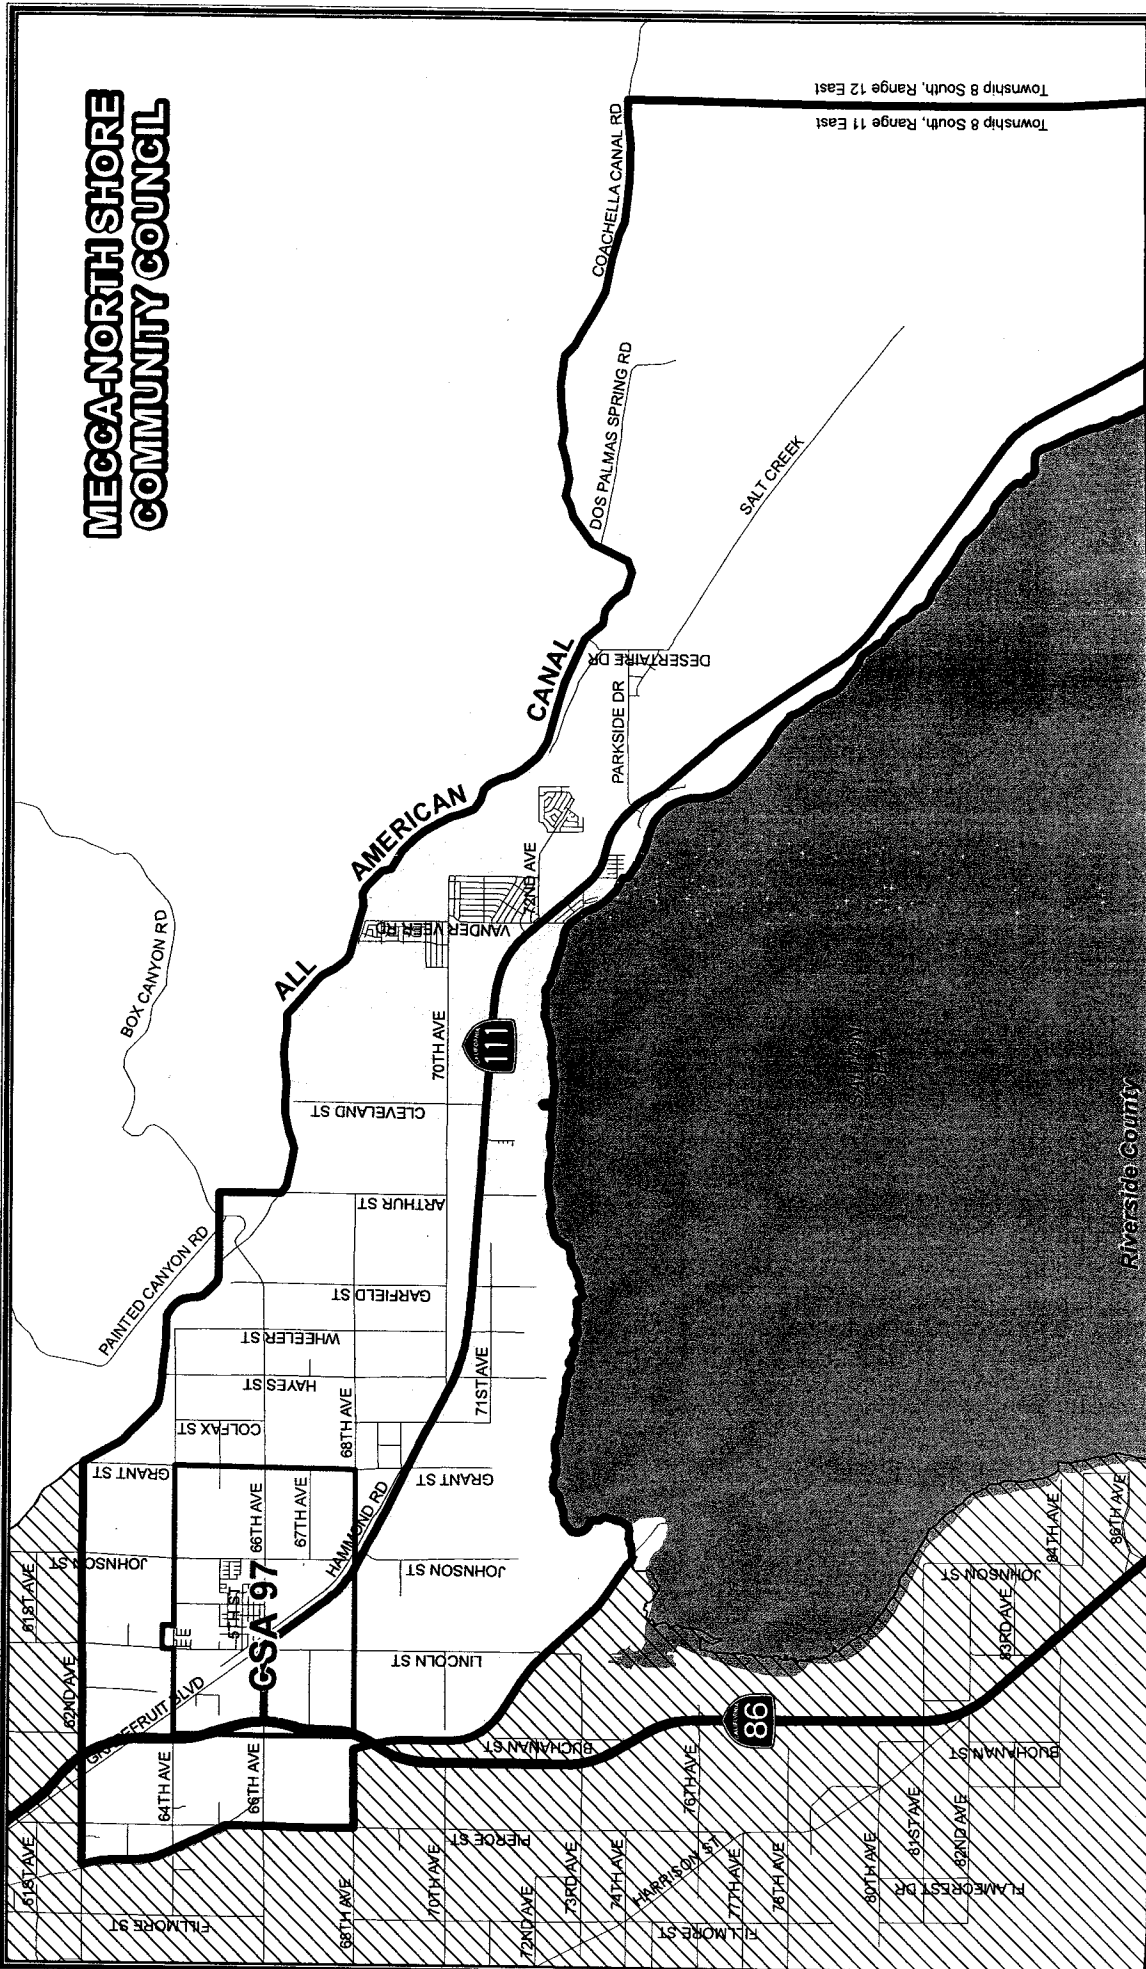 MECCA-NORTH SHORE
COMMUNITY COUNCIL
Township 8 South, Range 12 East
Township 8 South, Range 11 East
COACHELLA CANAL RD
DOS PALMAS SPRING RD
SALT CREEK
DESERTAIRE DR
PARKSIDE DR
ALL
AMERICAN
CANAL
BOX CANYON RD
PAINTED CANYON RD
VANDER VEER RD
72ND AVE
70TH AVE
111
CLEVELAND ST
ARTHUR ST
GARFIELD ST
WHEELER ST
HAYES ST
COLFAX ST
71ST AVE
68TH AVE
GRANT ST
GRANT ST
66TH AVE
67TH AVE
HAMMOND RD
JOHNSON ST
JOHNSON ST
61ST AVE
5TH ST
CSA 97
LINCOLN ST
62ND AVE
GRAPEFRUIT BLVD
64TH AVE
66TH AVE
61ST AVE
FILLMORE ST
68TH AVE
70TH AVE
PIERCE ST
BUCHANAN ST
72ND AVE
73RD AVE
74TH AVE
HARRISON ST
76TH AVE
77TH AVE
78TH AVE
FILLMORE ST
CALIFORNIA
86
80TH AVE
81ST AVE
82ND AVE
FLAMECREST DR
BUCHANAN ST
83RD AVE
JOHNSON ST
84TH AVE
86TH AVE
Riverside County